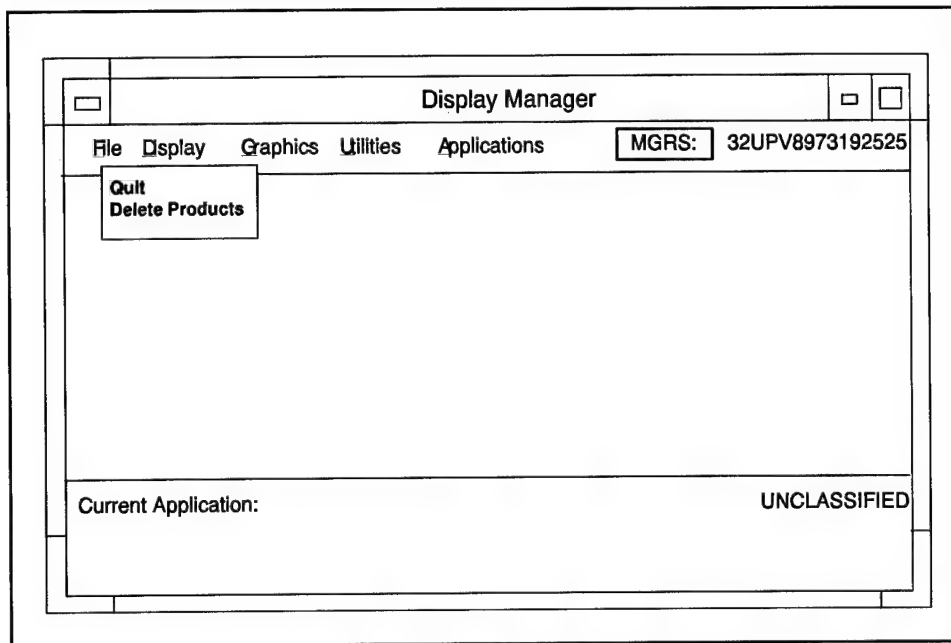 Display Manager
File Display Graphics Utilities Applications MGRS: 32UPV8973192525
Quit
Delete Products
Current Application: UNCLASSIFIED